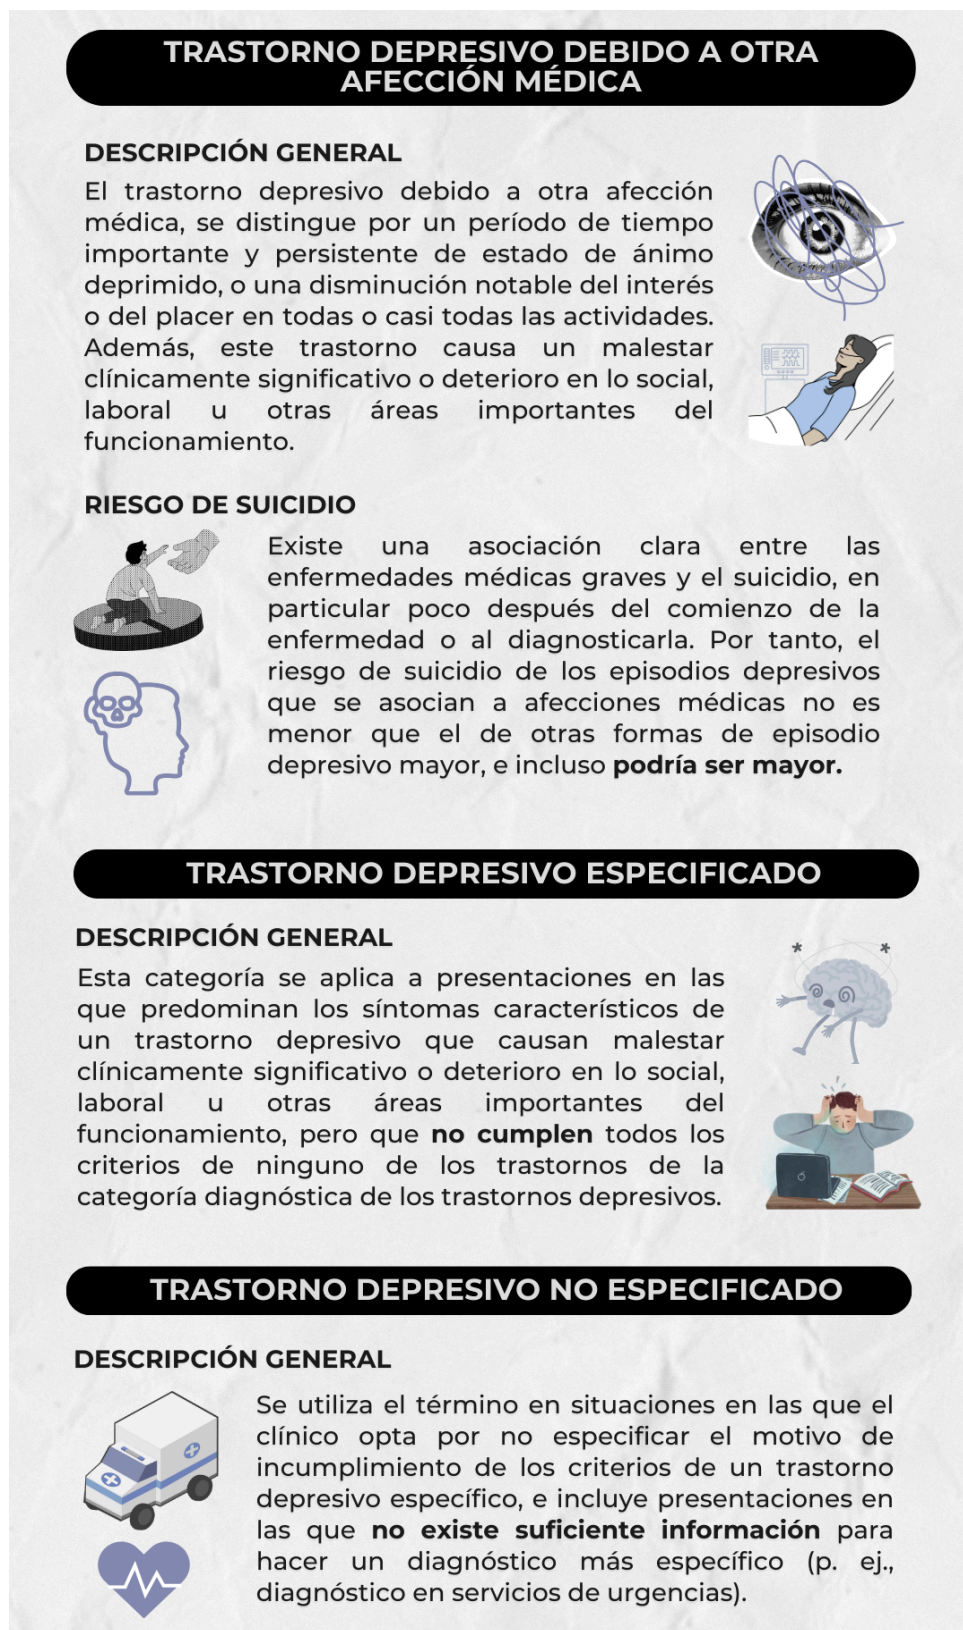 TRASTORNO DEPRESIVO DEBIDO A OTRA
AFECCIÓN MÉDICA
DESCRIPCIÓN GENERAL
El trastorno depresivo debido a otra afección
médica, se distingue por un período de tiempo
importante y persistente de estado de ánimo
deprimido, o una disminución notable del interés
o del placer en todas o casi todas las actividades.
Además, este trastorno causa un malestar
clínicamente significativo o deterioro en lo social,
laboral u otras áreas importantes del
funcionamiento.
RIESGO DE SUICIDIO
Existe una asociación clara entre las
enfermedades médicas graves y el suicidio, en
particular poco después del comienzo de la
enfermedad o al diagnosticarla. Por tanto, el
riesgo de suicidio de los episodios depresivos
que se asocian a afecciones médicas no es
menor que el de otras formas de episodio
depresivo mayor, e incluso podría ser mayor.
TRASTORNO DEPRESIVO ESPECIFICADO
DESCRIPCIÓN GENERAL
Esta categoría se aplica a presentaciones en las
que predominan los síntomas característicos de
un trastorno depresivo que causan malestar
clínicamente significativo o deterioro en lo social,
laboral u otras áreas importantes del
funcionamiento, pero que no cumplen todos los
criterios de ninguno de los trastornos de la
categoría diagnóstica de los trastornos depresivos.
TRASTORNO DEPRESIVO NO ESPECIFICADO
DESCRIPCIÓN GENERAL
Se utiliza el término en situaciones en las que el
clínico opta por no especificar el motivo de
incumplimiento de los criterios de un trastorno
depresivo específico, e incluye presentaciones en
las que no existe suficiente información para
hacer un diagnóstico más específico (p. ej.,
diagnóstico en servicios de urgencias).